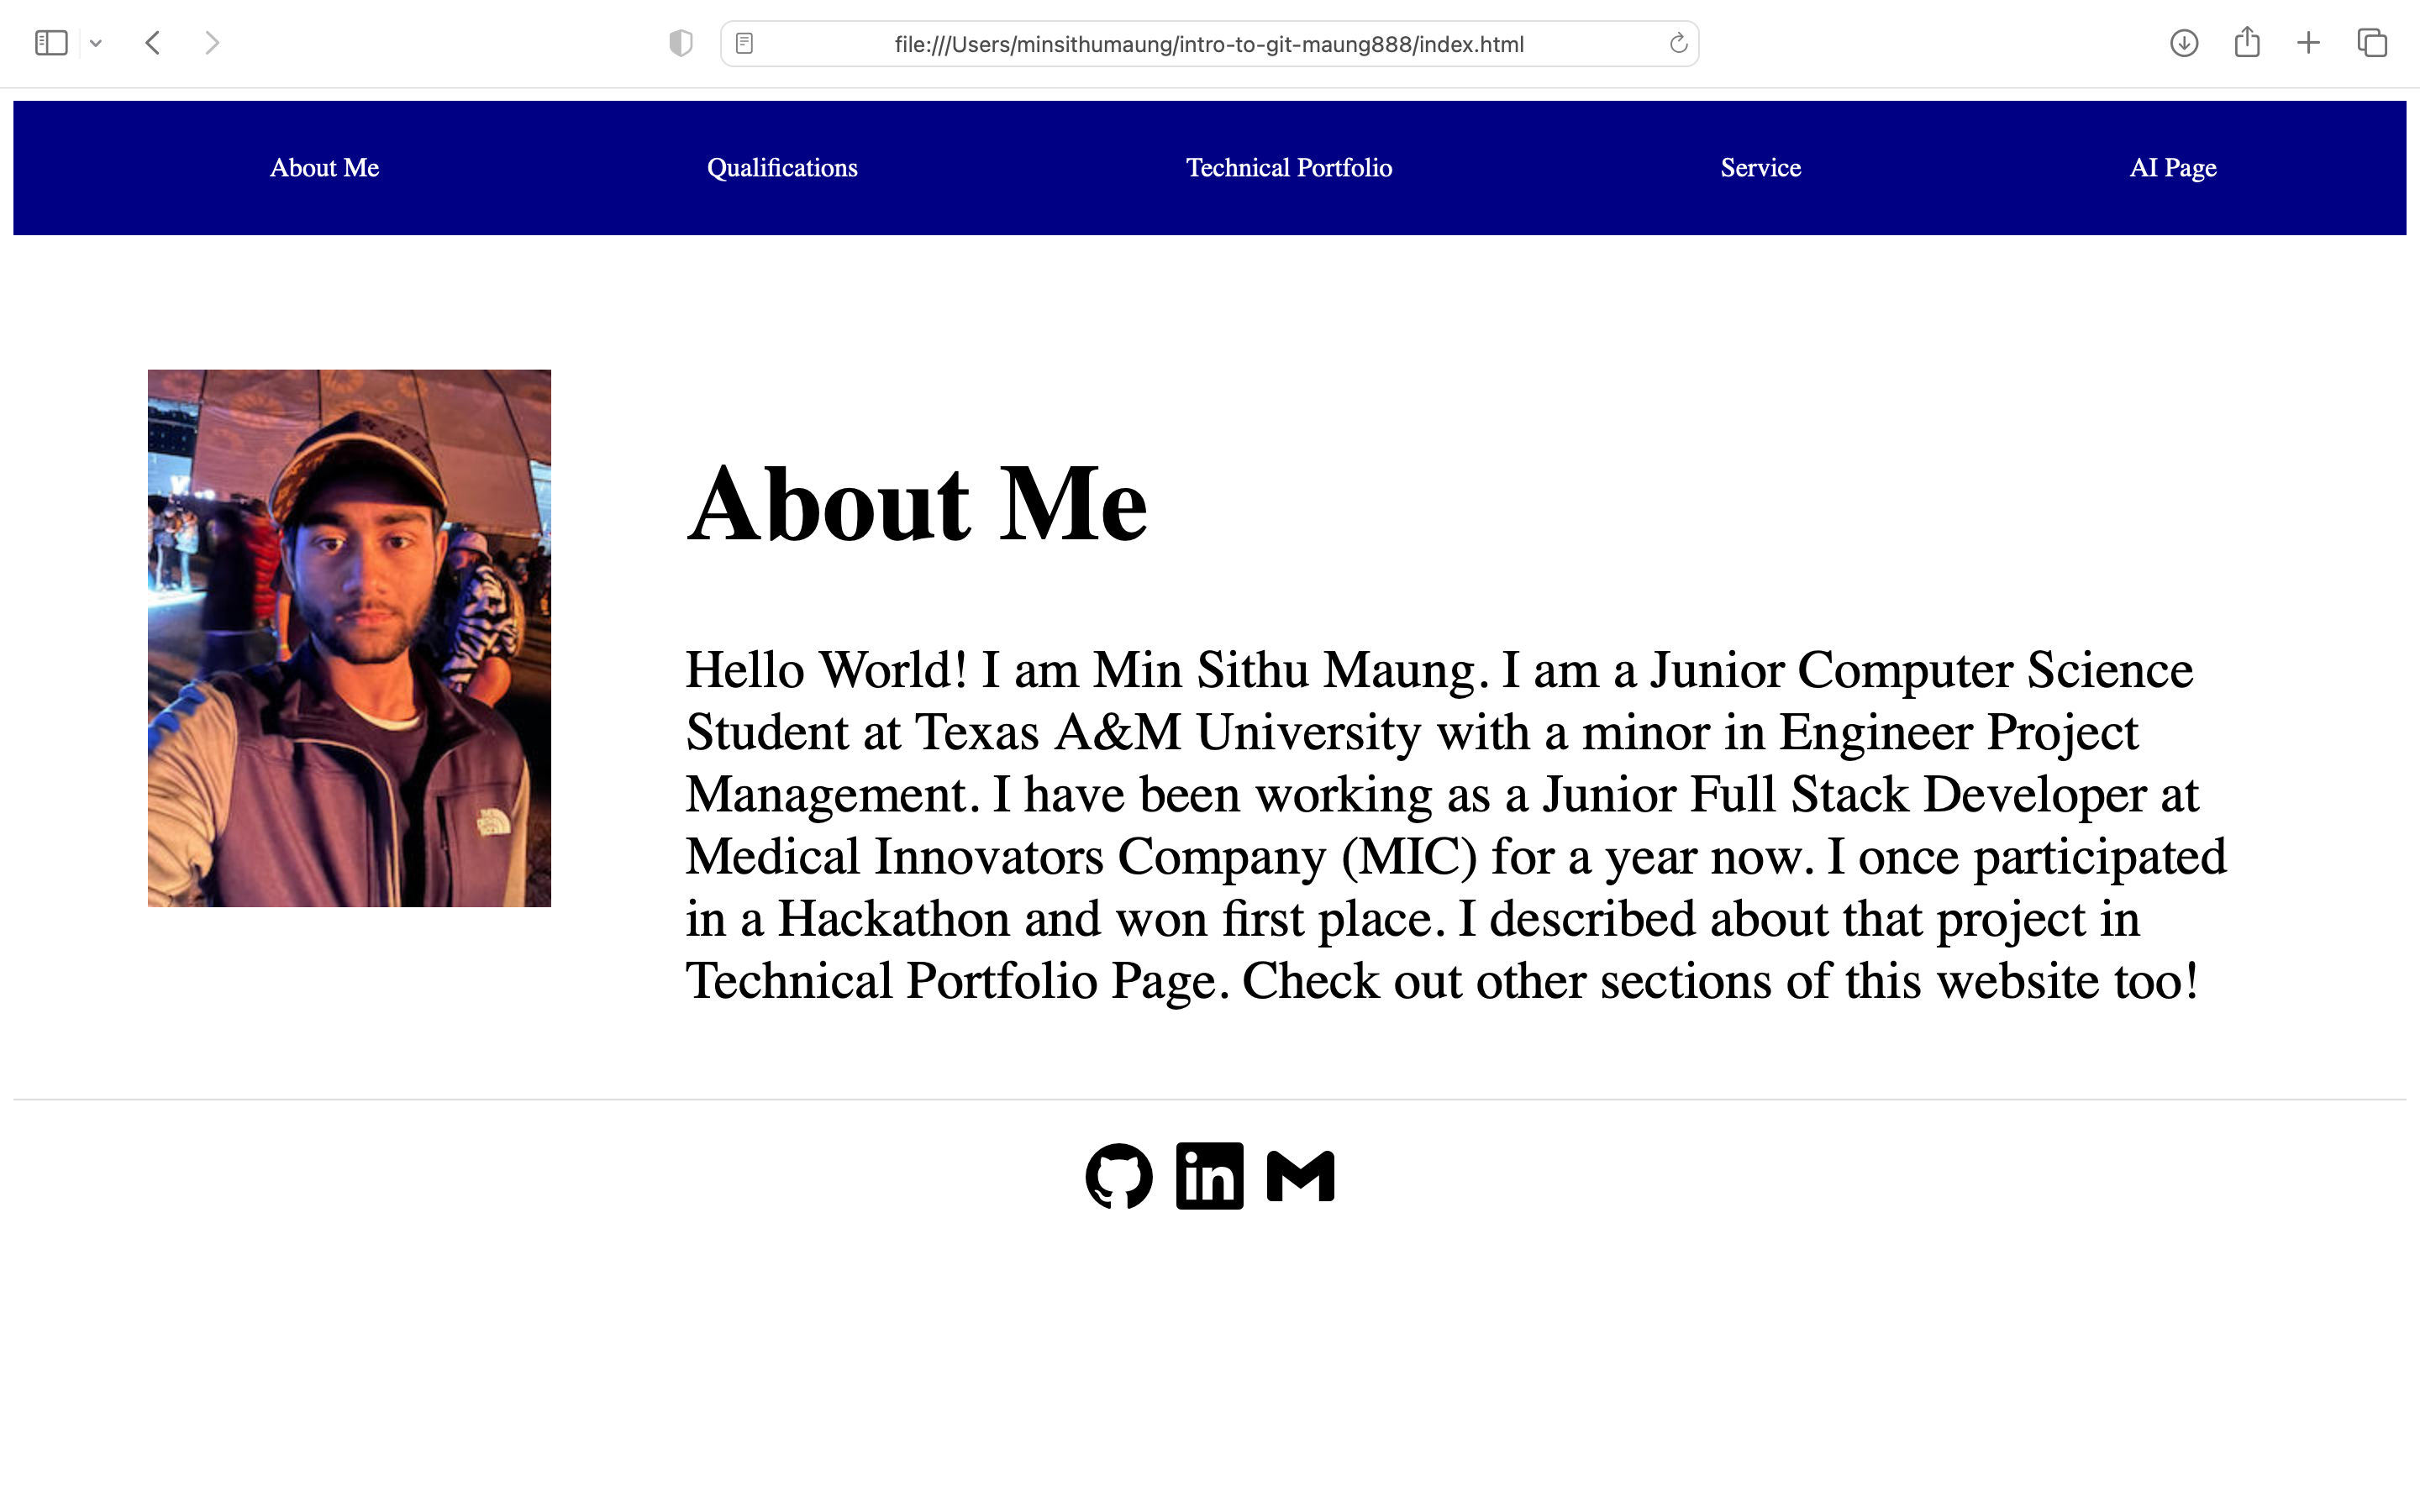 file:///Users/minsithumaung/intro-to-git-maung888/index.html
About Me
Qualifications
Technical Portfolio
Service
AI Page
About Me
Hello World! I am Min Sithu Maung. I am a Junior Computer Science
Student at Texas A&M University with a minor in Engineer Project
Management. I have been working as a Junior Full Stack Developer at
Medical Innovators Company (MIC) for a year now. I once participated
in a Hackathon and won first place. I described about that project in
Technical Portfolio Page. Check out other sections of this website too!
in